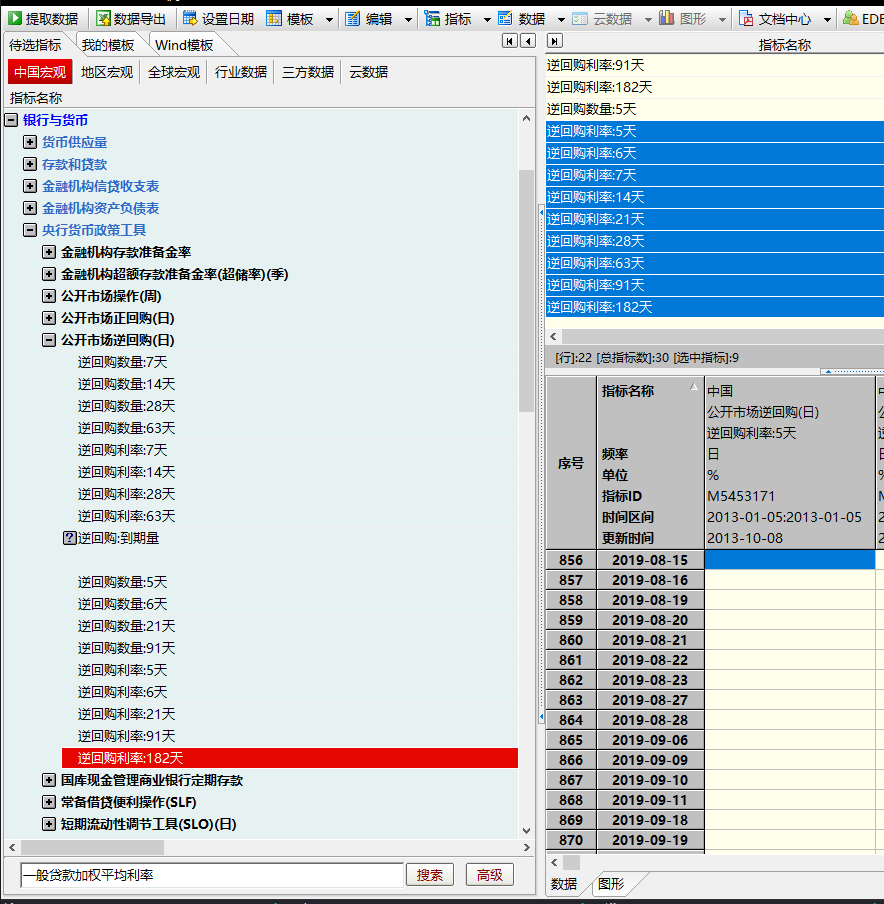 提取数据 数据导出 设置日期 模板 编辑 指标 数据 云数据 图形 文档中心 EDE
待选指标 我的模板 Wind模板
中国宏观 地区宏观 全球宏观 行业数据 三方数据 云数据
指标名称
银行与货币
货币供应量
存款和贷款
金融机构信贷收支表
金融机构资产负债表
央行货币政策工具
金融机构存款准备金率
金融机构超额存款准备金率(超储率)(季)
公开市场操作(周)
公开市场正回购(日)
公开市场逆回购(日)
逆回购数量:7天
逆回购数量:14天
逆回购数量:28天
逆回购数量:63天
逆回购利率:7天
逆回购利率:14天
逆回购利率:28天
逆回购利率:63天
逆回购:到期量
逆回购数量:5天
逆回购数量:6天
逆回购数量:21天
逆回购数量:91天
逆回购利率:5天
逆回购利率:6天
逆回购利率:21天
逆回购利率:91天
逆回购利率:182天
国库现金管理商业银行定期存款
常备借贷便利操作(SLF)
短期流动性调节工具(SLO)(日)
一般贷款加权平均利率 搜索 高级
指标名称
逆回购利率:91天
逆回购利率:182天
逆回购数量:5天
逆回购利率:5天
逆回购利率:6天
逆回购利率:7天
逆回购利率:14天
逆回购利率:21天
逆回购利率:28天
逆回购利率:63天
逆回购利率:91天
逆回购利率:182天
[行]:22 [总指标数]:30 [选中指标]:9
序号
指标名称 中国
公开市场逆回购(日)
逆回购利率:5天
频率 日
单位 %
指标ID M5453171
时间区间 2013-01-05:2013-01-05
更新时间 2013-10-08
856 2019-08-15
857 2019-08-16
858 2019-08-19
859 2019-08-20
860 2019-08-21
861 2019-08-22
862 2019-08-23
863 2019-08-27
864 2019-08-28
865 2019-09-06
866 2019-09-09
867 2019-09-10
868 2019-09-11
869 2019-09-18
870 2019-09-19
数据 图形